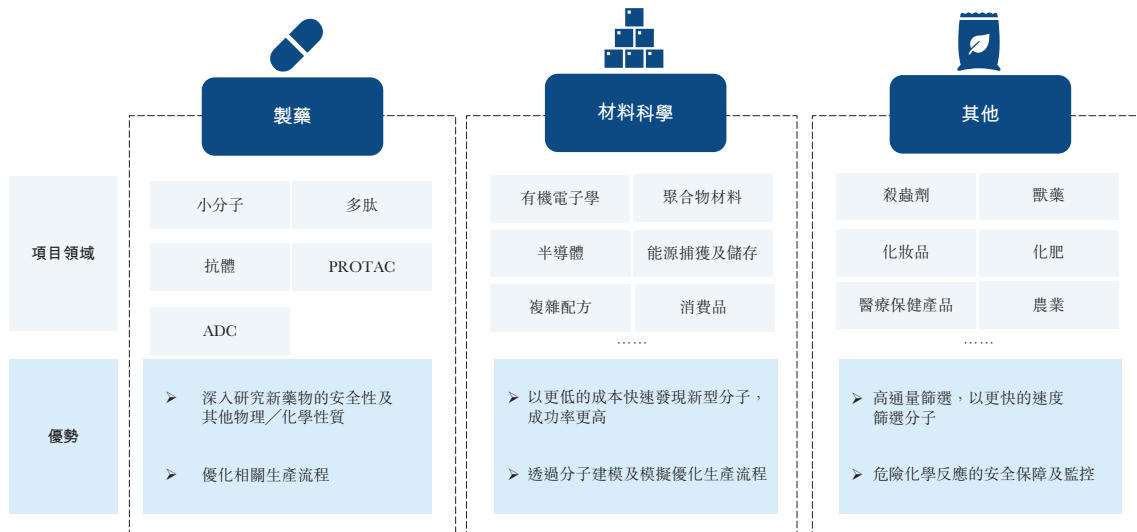 製藥
材料科學
其他
項目領域
小分子
多肽
抗體
PROTAC
ADC
有機電子學
聚合物材料
半導體
能源捕獲及儲存
複雜配方
消費品
……
殺蟲劑
獸藥
化妝品
化肥
醫療保健產品
農業
……
優勢
➤ 深入研究新藥物的安全性及
其他物理／化學性質
➤ 優化相關生產流程
➤ 以更低的成本快速發現新型分子，
成功率更高
➤ 透過分子建模及模擬優化生產流程
➤ 高通量篩選，以更快的速度
篩選分子
➤ 危險化學反應的安全保障及監控